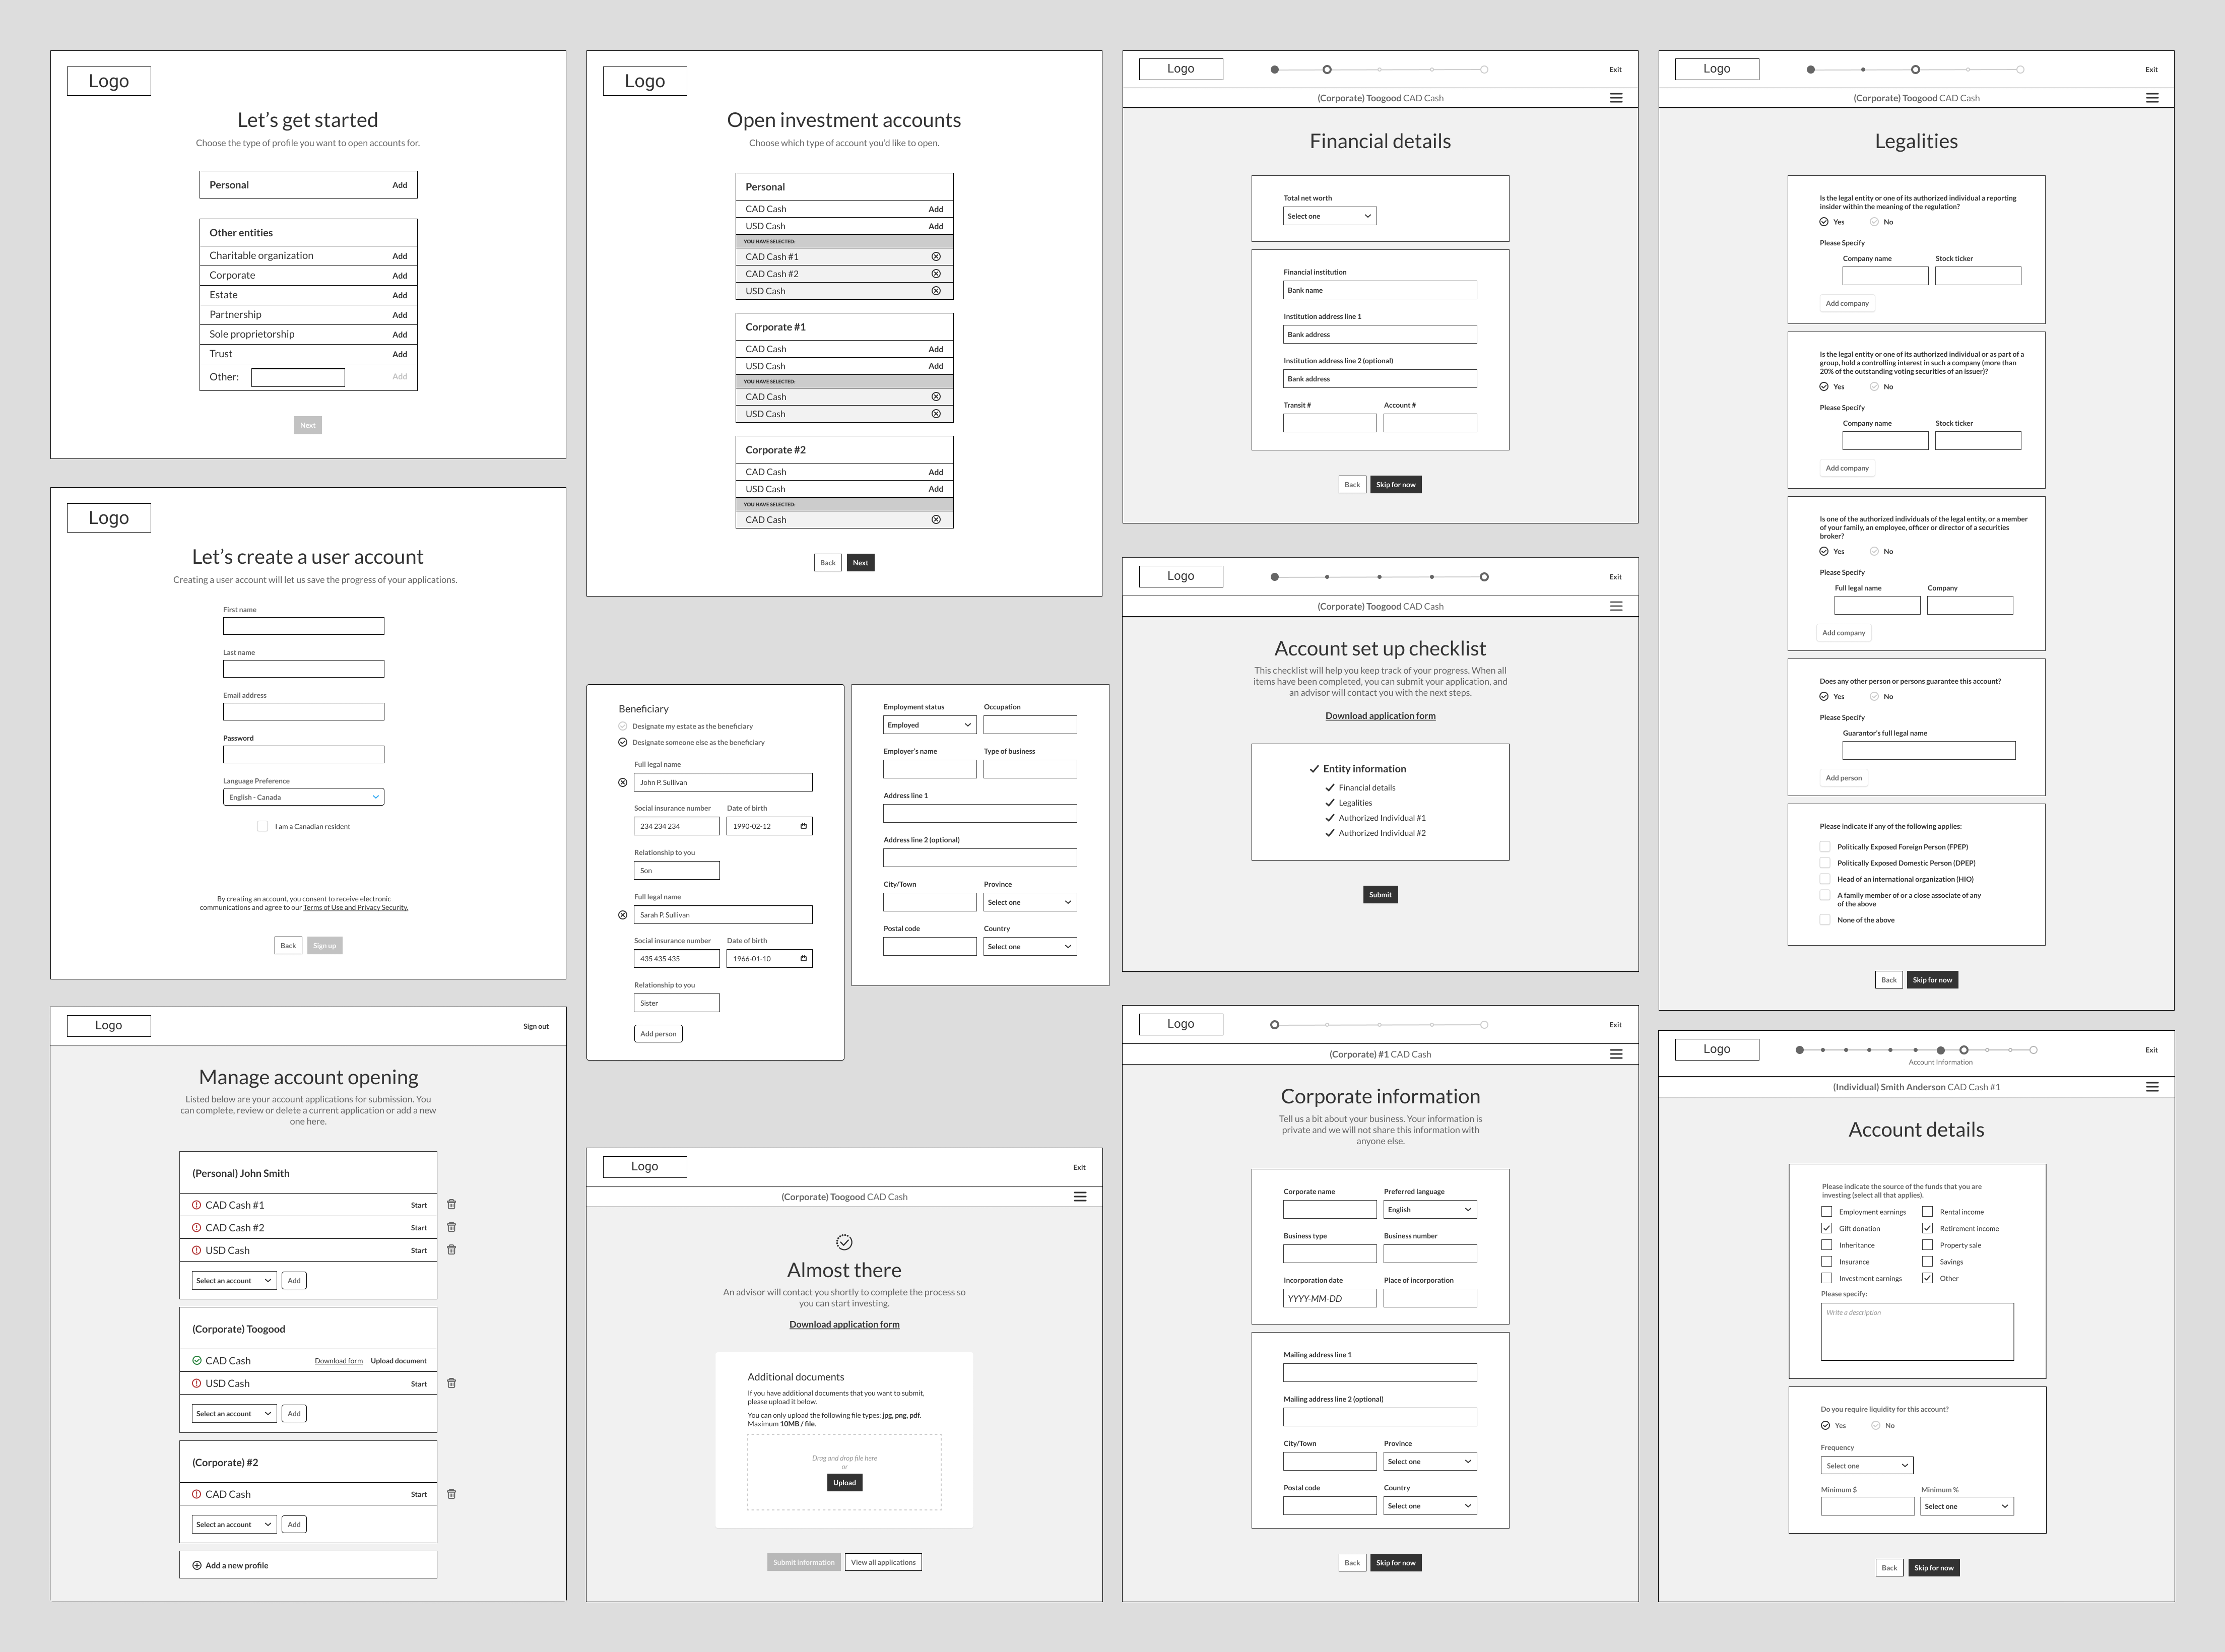 Logo
Let's get started
Choose the type of profile you want to open accounts for.
Personal Add
Other entities
Charitable organization Add
Corporate Add
Estate Add
Partnership Add
Sole proprietorship Add
Trust Add
Other: Add
Next
Logo
Let's create a user account
Creating a user account will let us save the progress of your applications.
First name
Last name
Email address
Password
Language Preference
English - Canada
I am a Canadian resident
By creating an account, you consent to receive electronic
communications and agree to our Terms of Use and Privacy Security.
Back Sign up
Logo Sign out
Manage account opening
Listed below are your account applications for submission. You
can complete, review or delete a current application or add a new
one here.
(Personal) John Smith
CAD Cash #1 Start
CAD Cash #2 Start
USD Cash Start
Select an account Add
(Corporate) Toogood
CAD Cash Download form Upload document
USD Cash Start
Select an account Add
(Corporate) #2
CAD Cash Start
Select an account Add
Add a new profile
Logo
Open investment accounts
Choose which type of account you'd like to open.
Personal
CAD Cash Add
USD Cash Add
YOU HAVE SELECTED:
CAD Cash #1
CAD Cash #2
USD Cash
Corporate #1
CAD Cash Add
USD Cash Add
YOU HAVE SELECTED:
CAD Cash
USD Cash
Corporate #2
CAD Cash Add
USD Cash Add
YOU HAVE SELECTED:
CAD Cash
Back Next
Beneficiary
Designate my estate as the beneficiary
Designate someone else as the beneficiary
Full legal name
John P. Sullivan
Social insurance number Date of birth
234 234 234 1990-02-12
Relationship to you
Son
Full legal name
Sarah P. Sullivan
Social insurance number Date of birth
435 435 435 1966-01-10
Relationship to you
Sister
Add person
Employment status Occupation
Employed
Employer's name Type of business
Address line 1
Address line 2 (optional)
City/Town Province
Select one
Postal code Country
Select one
Logo Exit
(Corporate) Toogood CAD Cash
Almost there
An advisor will contact you shortly to complete the process so
you can start investing.
Download application form
Additional documents
If you have additional documents that you want to submit,
please upload it below.
You can only upload the following file types: jpg, png, pdf.
Maximum 10MB / file.
Drag and drop file here
or
Upload
Submit information View all applications
Logo Exit
(Corporate) Toogood CAD Cash
Financial details
Total net worth
Select one
Financial institution
Bank name
Institution address line 1
Bank address
Institution address line 2 (optional)
Bank address
Transit # Account #
Back Skip for now
Logo Exit
(Corporate) Toogood CAD Cash
Account set up checklist
This checklist will help you keep track of your progress. When all
items have been completed, you can submit your application, and
an advisor will contact you with the next steps.
Download application form
Entity information
Financial details
Legalities
Authorized Individual #1
Authorized Individual #2
Submit
Logo Exit
(Corporate) #1 CAD Cash
Corporate information
Tell us a bit about your business. Your information is
private and we will not share this information with
anyone else.
Corporate name Preferred language
English
Business type Business number
Incorporation date Place of incorporation
YYYY-MM-DD
Mailing address line 1
Mailing address line 2 (optional)
City/Town Province
Select one
Postal code Country
Select one
Back Skip for now
Logo Exit
(Corporate) Toogood CAD Cash
Legalities
Is the legal entity or one of its authorized individual a reporting
insider within the meaning of the regulation?
Yes No
Please Specify
Company name Stock ticker
Add company
Is the legal entity or one of its authorized individual or as part of a
group, hold a controlling interest in such a company (more than
20% of the outstanding voting securities of an issuer)?
Yes No
Please Specify
Company name Stock ticker
Add company
Is one of the authorized individuals of the legal entity, or a member
of your family, an employee, officer or director of a securities
broker?
Yes No
Please Specify
Full legal name Company
Add company
Does any other person or persons guarantee this account?
Yes No
Please Specify
Guarantor's full legal name
Add person
Please indicate if any of the following applies:
Politically Exposed Foreign Person (FPEP)
Politically Exposed Domestic Person (DPEP)
Head of an international organization (HIO)
A family member of or a close associate of any
of the above
None of the above
Back Skip for now
Logo Exit
Account Information
(Individual) Smith Anderson CAD Cash #1
Account details
Please indicate the source of the funds that you are
investing (select all that applies).
Employment earnings Rental income
Gift donation Retirement income
Inheritance Property sale
Insurance Savings
Investment earnings Other
Please specify:
Write a description
Do you require liquidity for this account?
Yes No
Frequency
Select one
Minimum $ Minimum %
Select one
Back Skip for now